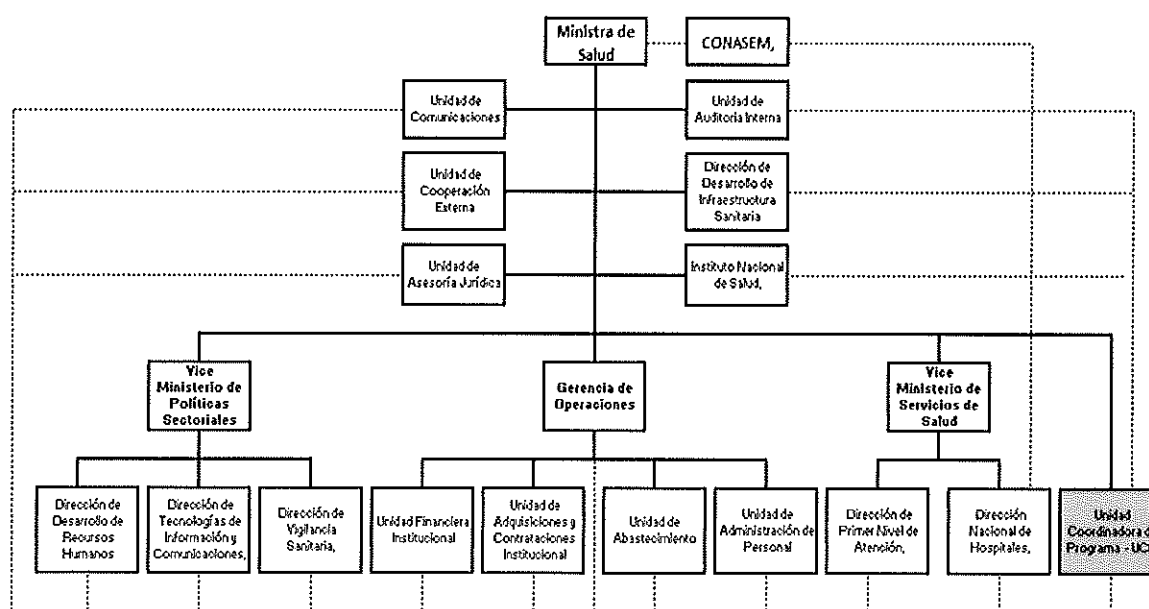 Ministra de
Salud
CONASEM,
Unidad de
Comunicaciones
Unidad de
Auditoria Interna
Unidad de
Cooperación
Externa
Dirección de
Desarrollo de
Infraestructura
Sanitaria
Unidad de
Asesoría Jurídica
Instituto Nacional
de Salud,
Vice
Ministerio de
Políticas
Sectoriales
Gerencia de
Operaciones
Vice
Ministerio de
Servicios de
Salud
Dirección de
Desarrollo de
Recursos
Humanos
Dirección de
Tecnologías de
Información y
Comunicaciones,
Dirección de
Vigilancia
Sanitaria,
Unidad Financiera
Institucional
Unidad de
Adquisiciones y
Contrataciones
Institucional
Unidad de
Abastecimiento
Unidad de
Administración de
Personal
Dirección de
Primer Nivel de
Atención,
Dirección
Nacional de
Hospitales,
Unidad
Coordinadora d
Programa - UC